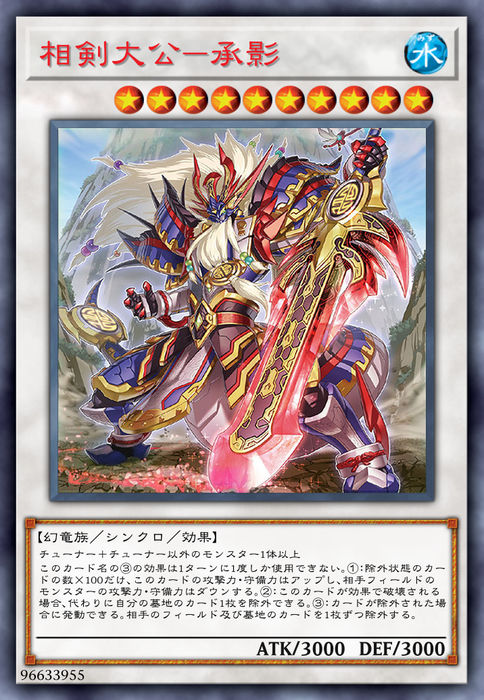 相剣大公－承影
みず
水
【幻竜族／シンクロ／効果】
チューナー＋チューナー以外のモンスター1体以上
このカード名の③の効果は1ターンに1度しか使用できない。①：除外状態のカー
ドの数×100だけ、このカードの攻撃力・守備力はアップし、相手フィールドの
モンスターの攻撃力・守備力はダウンする。②：このカードが効果で破壊される
場合、代わりに自分の墓地のカード1枚を除外できる。③：カードが除外された場
合に発動できる。相手のフィールド及び墓地のカードを1枚ずつ除外する。
ATK/3000 DEF/3000
96633955